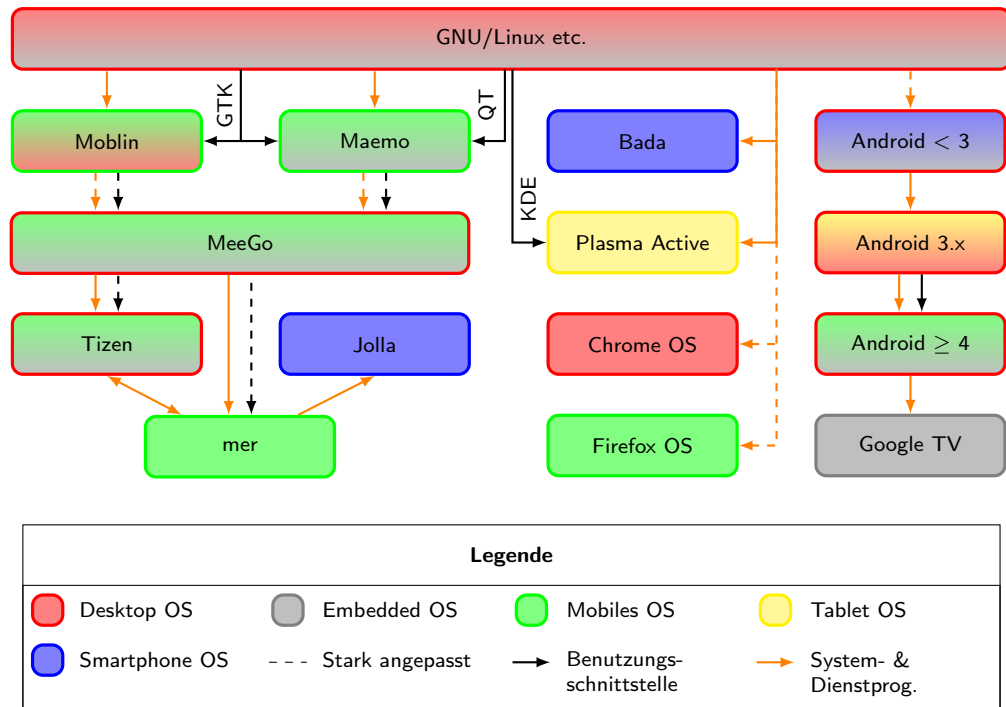 GNU/Linux etc.
GTK
QT
Moblin
Maemo
Bada
Android < 3
KDE
MeeGo
Plasma Active
Android 3.x
Tizen
Jolla
Chrome OS
Android ≥ 4
mer
Firefox OS
Google TV
Legende
Desktop OS
Embedded OS
Mobiles OS
Tablet OS
Smartphone OS
Stark angepasst
Benutzungs-
schnittstelle
System- &
Dienstprog.